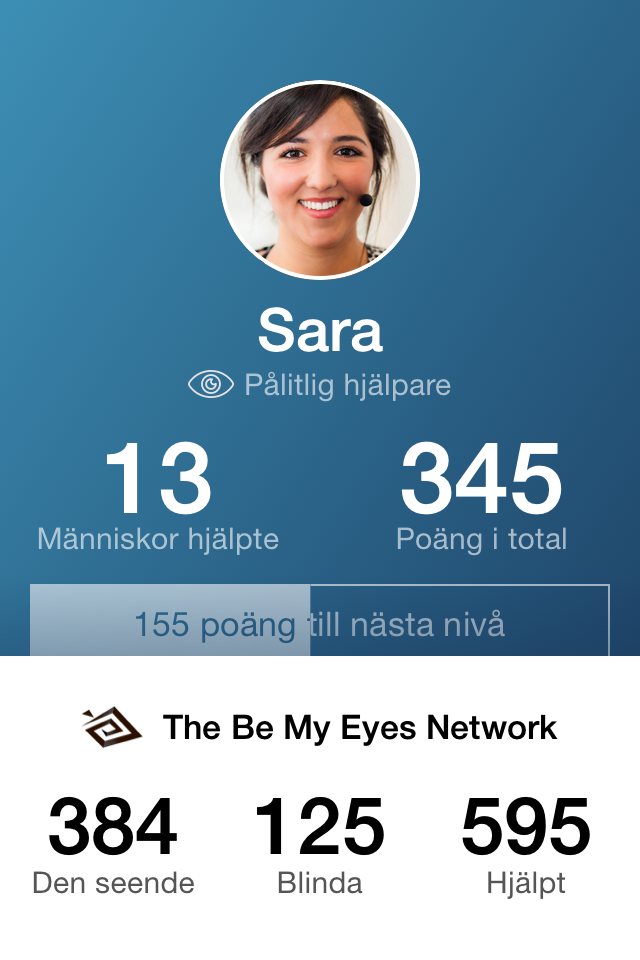 Sara
Pålitlig hjälpare
13 345
Människor hjälpte Poäng i total
155 poäng till nästa nivå
The Be My Eyes Network
384 125 595
Den seende Blinda Hjälpt